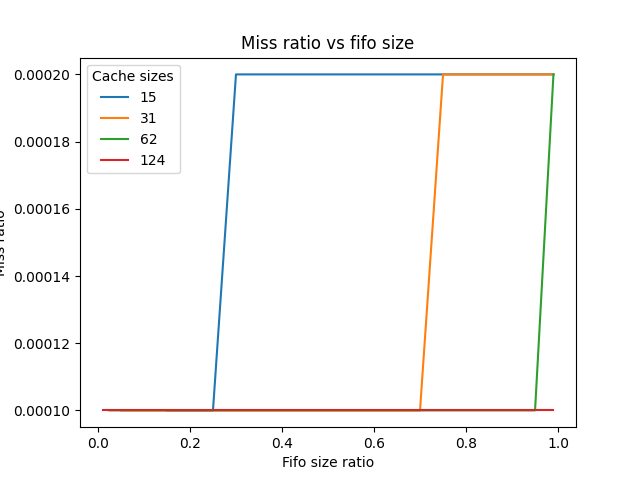 Miss ratio vs fifo size
Cache sizes
15
31
62
124
0.00020
0.00018
0.00016
0.00014
0.00012
0.00010
Miss ratio
0.0 0.2 0.4 0.6 0.8 1.0
Fifo size ratio